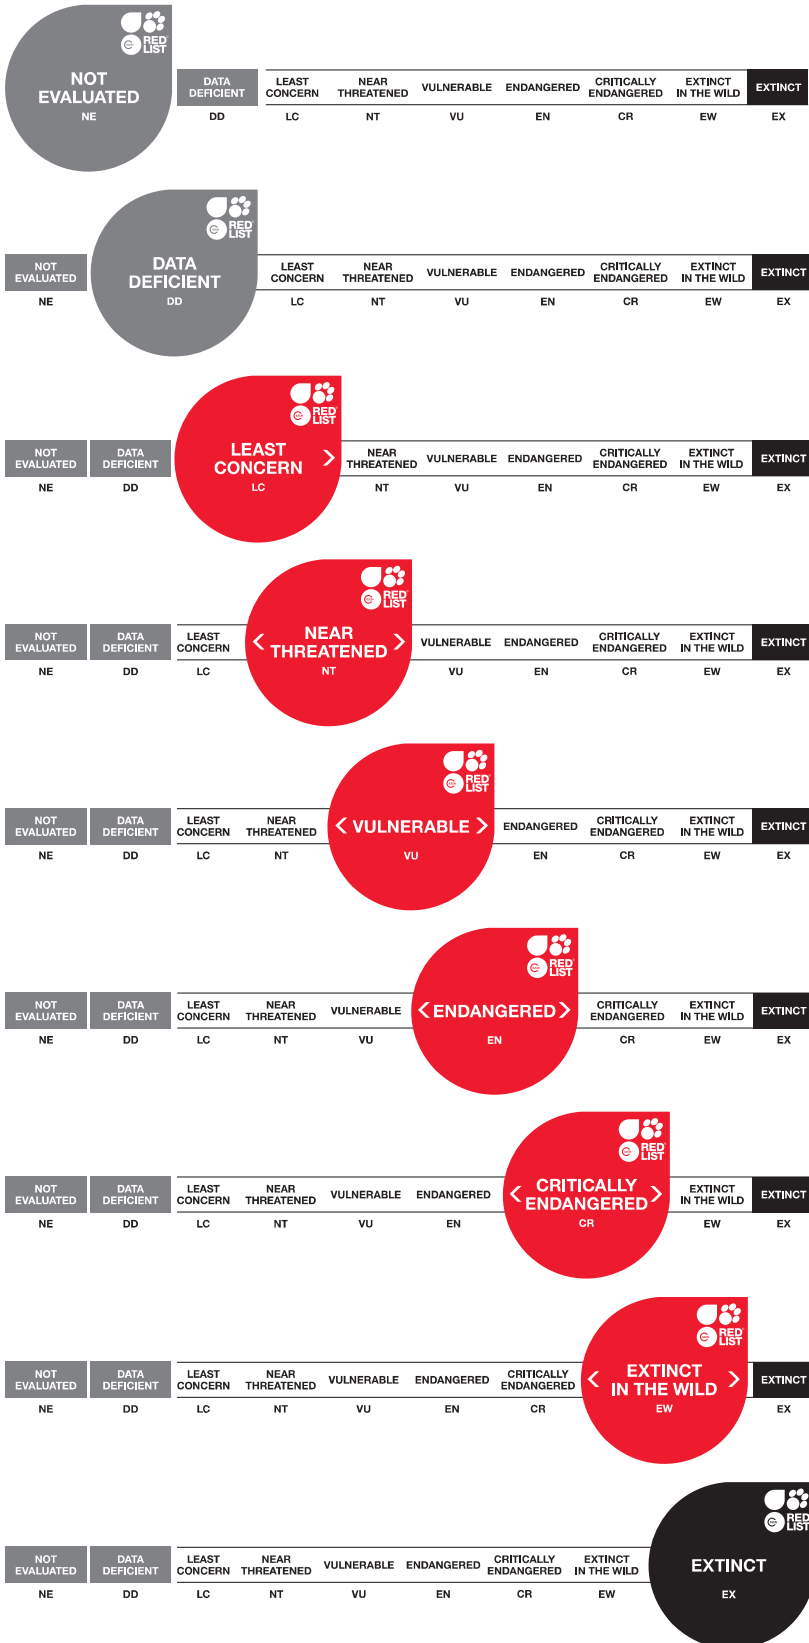 RED LIST
NOT EVALUATED NE
DATA DEFICIENT DD
LEAST CONCERN LC
NEAR THREATENED NT
VULNERABLE VU
ENDANGERED EN
CRITICALLY ENDANGERED CR
EXTINCT IN THE WILD EW
EXTINCT EX
RED LIST
NOT EVALUATED NE
DATA DEFICIENT DD
LEAST CONCERN LC
NEAR THREATENED NT
VULNERABLE VU
ENDANGERED EN
CRITICALLY ENDANGERED CR
EXTINCT IN THE WILD EW
EXTINCT EX
RED LIST
NOT EVALUATED NE
DATA DEFICIENT DD
LEAST CONCERN > LC
NEAR THREATENED NT
VULNERABLE VU
ENDANGERED EN
CRITICALLY ENDANGERED CR
EXTINCT IN THE WILD EW
EXTINCT EX
RED LIST
NOT EVALUATED NE
DATA DEFICIENT DD
LEAST CONCERN LC
< NEAR THREATENED > NT
VULNERABLE VU
ENDANGERED EN
CRITICALLY ENDANGERED CR
EXTINCT IN THE WILD EW
EXTINCT EX
RED LIST
NOT EVALUATED NE
DATA DEFICIENT DD
LEAST CONCERN LC
NEAR THREATENED NT
< VULNERABLE > VU
ENDANGERED EN
CRITICALLY ENDANGERED CR
EXTINCT IN THE WILD EW
EXTINCT EX
RED LIST
NOT EVALUATED NE
DATA DEFICIENT DD
LEAST CONCERN LC
NEAR THREATENED NT
VULNERABLE VU
< ENDANGERED > EN
CRITICALLY ENDANGERED CR
EXTINCT IN THE WILD EW
EXTINCT EX
RED LIST
NOT EVALUATED NE
DATA DEFICIENT DD
LEAST CONCERN LC
NEAR THREATENED NT
VULNERABLE VU
ENDANGERED EN
< CRITICALLY ENDANGERED > CR
EXTINCT IN THE WILD EW
EXTINCT EX
RED LIST
NOT EVALUATED NE
DATA DEFICIENT DD
LEAST CONCERN LC
NEAR THREATENED NT
VULNERABLE VU
ENDANGERED EN
CRITICALLY ENDANGERED CR
< EXTINCT IN THE WILD > EW
EXTINCT EX
RED LIST
NOT EVALUATED NE
DATA DEFICIENT DD
LEAST CONCERN LC
NEAR THREATENED NT
VULNERABLE VU
ENDANGERED EN
CRITICALLY ENDANGERED CR
EXTINCT IN THE WILD EW
EXTINCT EX